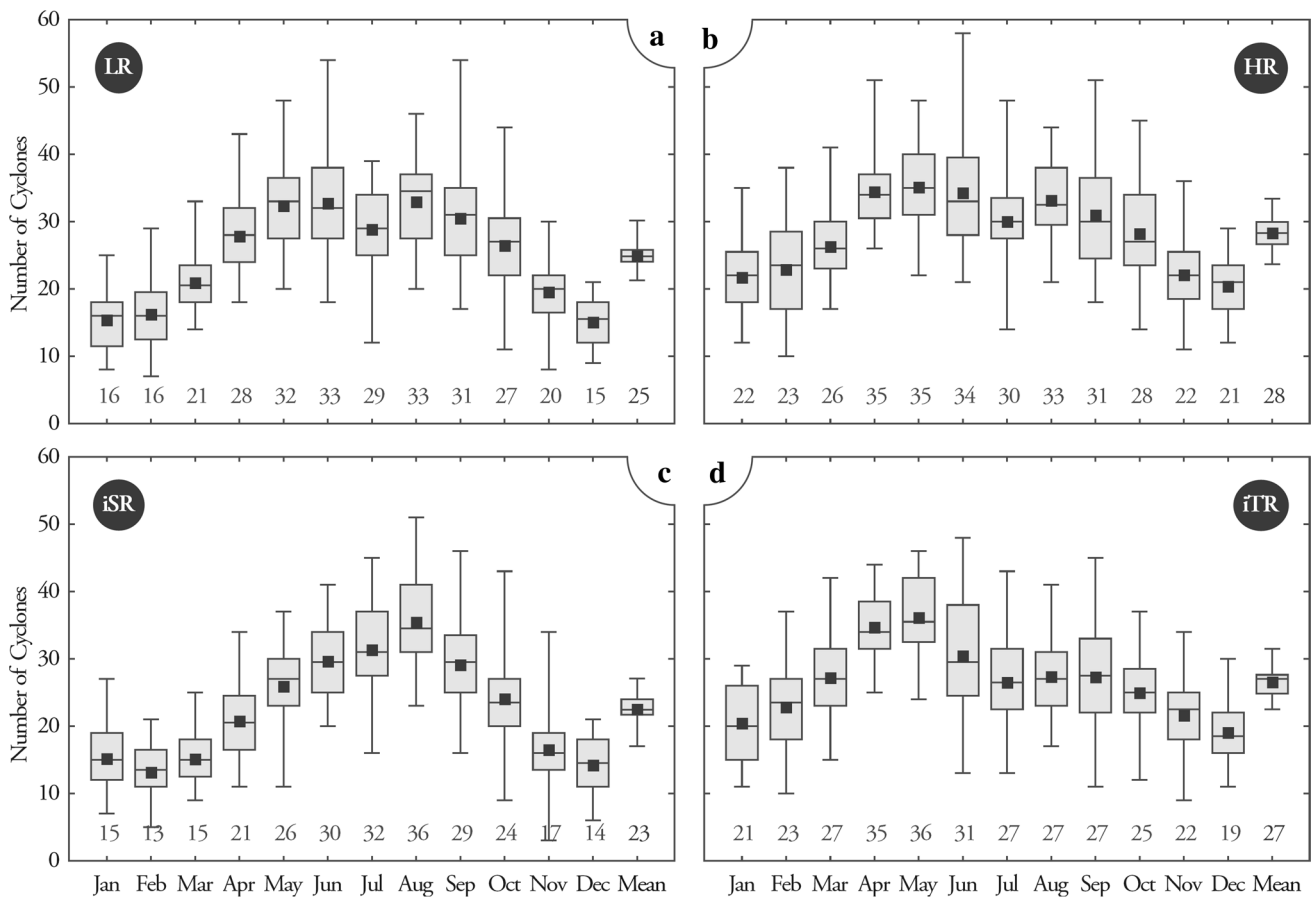 60
50
40
30
20
10
0
Number of Cyclones
LR
a
16 16 21 28 32 33 29 33 31 27 20 15 25
b
HR
22 23 26 35 35 34 30 33 31 28 22 21 28
60
50
40
30
20
10
0
Number of Cyclones
iSR
c
15 13 15 21 26 30 32 36 29 24 17 14 23
Jan Feb Mar Apr May Jun Jul Aug Sep Oct Nov Dec Mean
d
iTR
21 23 27 35 36 31 27 27 27 25 22 19 27
Jan Feb Mar Apr May Jun Jul Aug Sep Oct Nov Dec Mean